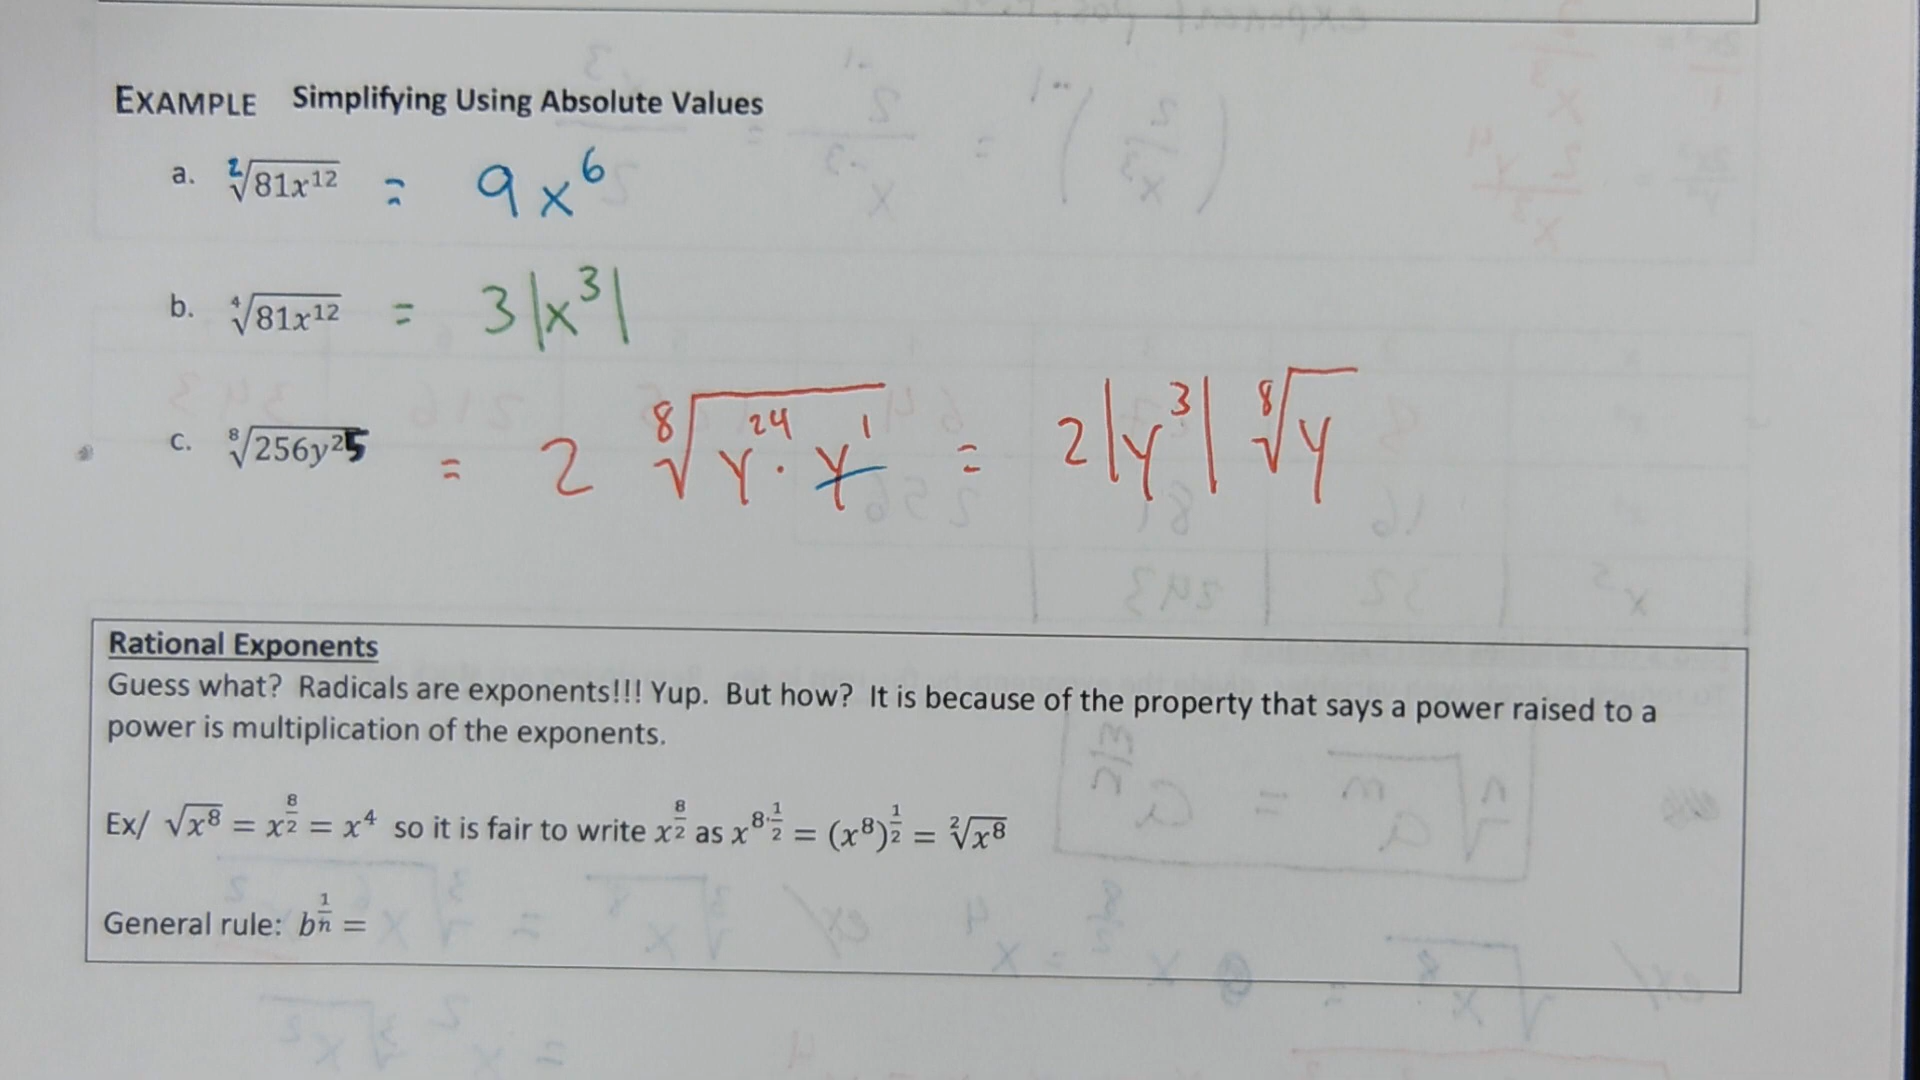 EXAMPLE Simplifying Using Absolute Values
a. ²√(81x¹²) = 9x⁶
b. ⁴√(81x¹²) = 3|x³|
c. ⁸√(256y²⁵) = 2 ⁸√(y²⁴·y¹) = 2|y³| ⁸√y
Rational Exponents
Guess what? Radicals are exponents!!! Yup. But how? It is because of the property that says a power raised to a
power is multiplication of the exponents.
Ex/ √(x⁸) = x^(8/2) = x⁴ so it is fair to write x^(8/2) as x^(8·1/2) = (x⁸)^(1/2) = ²√(x⁸)
General rule: b^(1/n) =